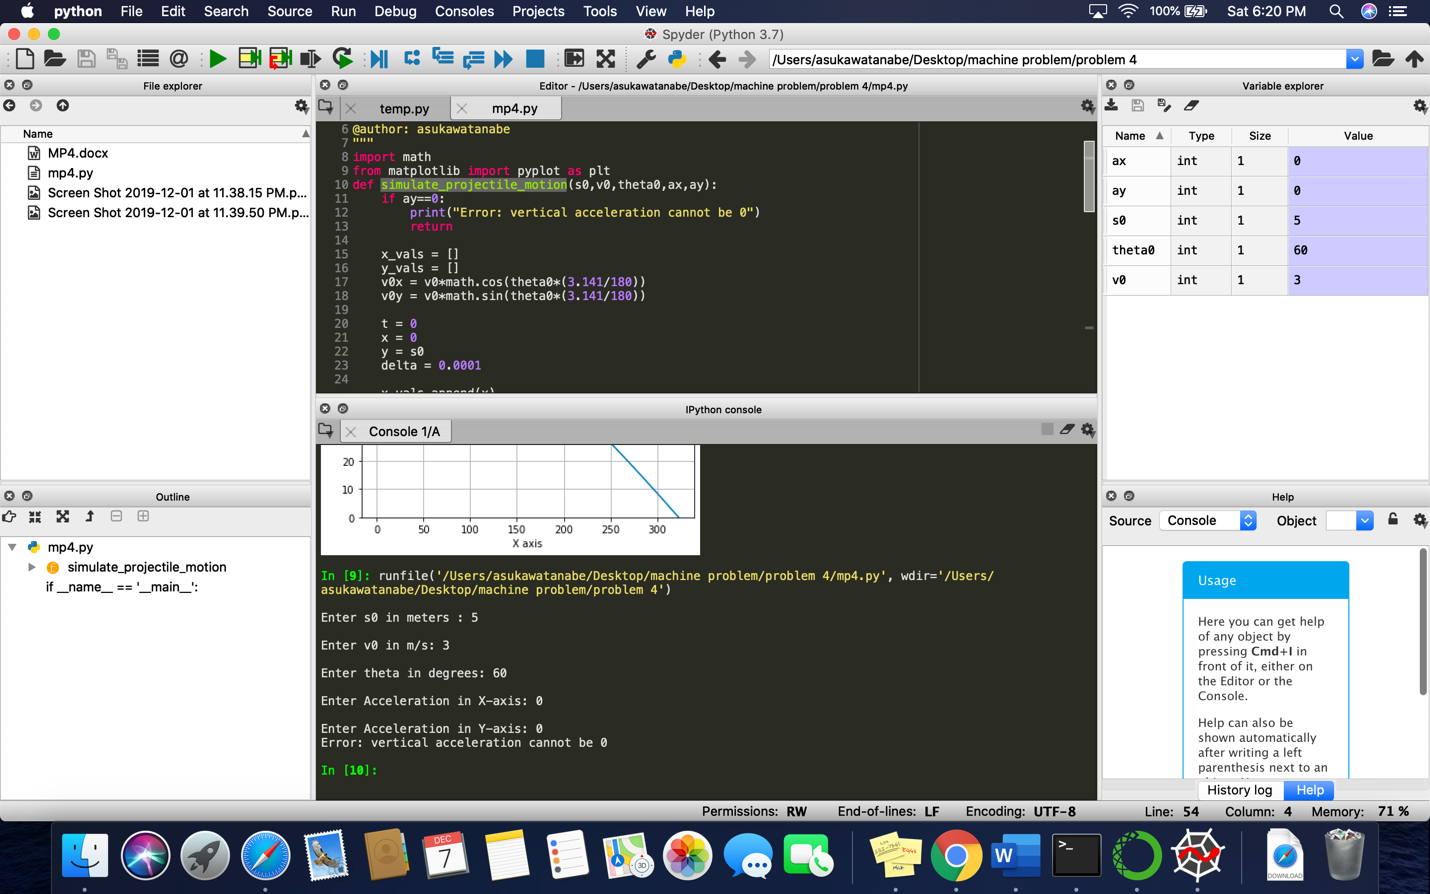 python File Edit Search Source Run Debug Consoles Projects Tools View Help 100% Sat 6:20 PM
Spyder (Python 3.7)
/Users/asukawatanabe/Desktop/machine problem/problem 4
File explorer
Name
MP4.docx
mp4.py
Screen Shot 2019-12-01 at 11.38.15 PM.p...
Screen Shot 2019-12-01 at 11.39.50 PM.p...
Outline
mp4.py
simulate_projectile_motion
if __name__ == '__main__':
Editor - /Users/asukawatanabe/Desktop/machine problem/problem 4/mp4.py
temp.py mp4.py
6 @author: asukawatanabe
7 """
8 import math
9 from matplotlib import pyplot as plt
10 def simulate_projectile_motion(s0,v0,theta0,ax,ay):
11 if ay==0:
12 print("Error: vertical acceleration cannot be 0")
13 return
14
15 x_vals = []
16 y_vals = []
17 v0x = v0*math.cos(theta0*(3.141/180))
18 v0y = v0*math.sin(theta0*(3.141/180))
19
20 t = 0
21 x = 0
22 y = s0
23 delta = 0.0001
24
x_vals.append(x)
IPython console
Console 1/A
20
10
0
0 50 100 150 200 250 300
X axis
In [9]: runfile('/Users/asukawatanabe/Desktop/machine problem/problem 4/mp4.py', wdir='/Users/
asukawatanabe/Desktop/machine problem/problem 4')
Enter s0 in meters : 5
Enter v0 in m/s: 3
Enter theta in degrees: 60
Enter Acceleration in X-axis: 0
Enter Acceleration in Y-axis: 0
Error: vertical acceleration cannot be 0
In [10]:
Variable explorer
Name Type Size Value
ax int 1 0
ay int 1 0
s0 int 1 5
theta0 int 1 60
v0 int 1 3
Help
Source Console Object
Usage
Here you can get help
of any object by
pressing Cmd+I in
front of it, either on
the Editor or the
Console.
Help can also be
shown automatically
after writing a left
parenthesis next to an
History log Help
Permissions: RW End-of-lines: LF Encoding: UTF-8 Line: 54 Column: 4 Memory: 71 %
DEC
7
3D
W
>_
DOWNLOAD